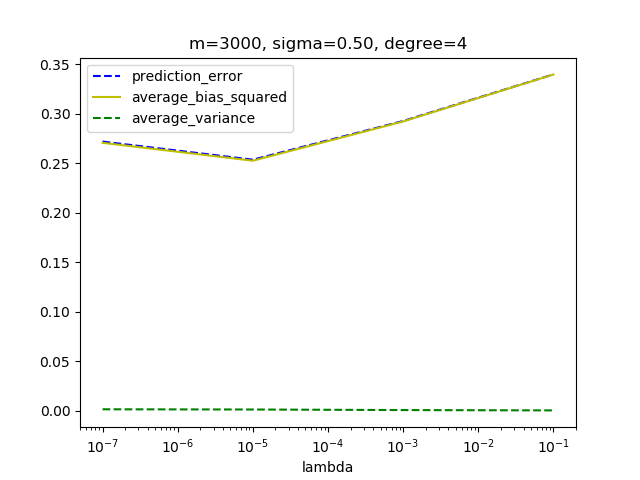 m=3000, sigma=0.50, degree=4
prediction_error
average_bias_squared
average_variance
0.35
0.30
0.25
0.20
0.15
0.10
0.05
0.00
10⁻⁷ 10⁻⁶ 10⁻⁵ 10⁻⁴ 10⁻³ 10⁻² 10⁻¹
lambda